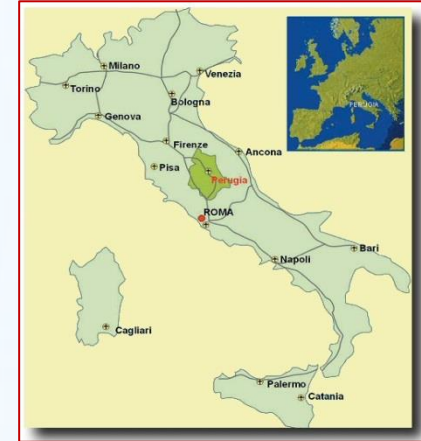 Milano
Venezia
Torino
Bologna
Genova
Firenze
Ancona
Pisa
Perugia
ROMA
Bari
Napoli
Cagliari
Palermo
Catania
PERUGIA